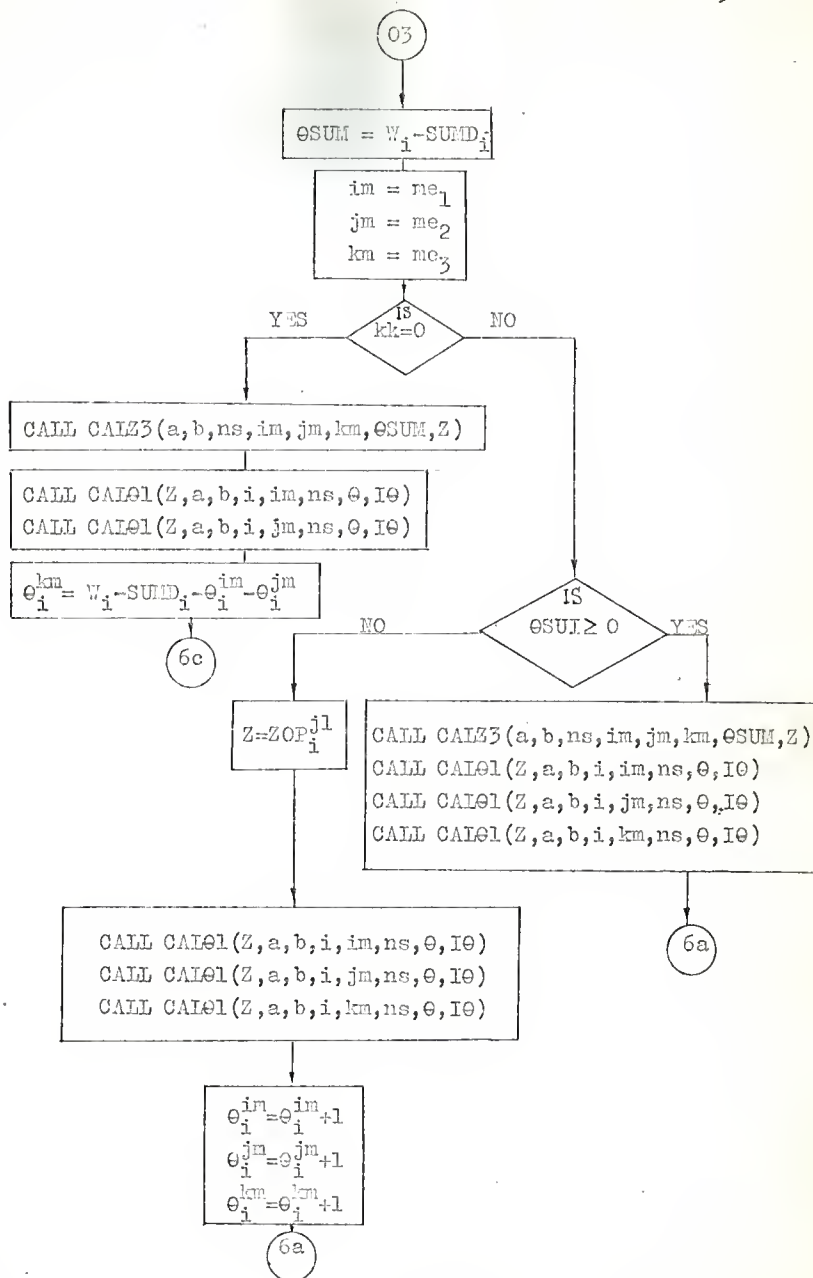 03
θSUM = W_i-SUMD_i
im = me_1
jm = me_2
km = me_3
IS
kk=0
YES
NO
CALL CALZ3(a,b,ns,im,jm,km,θSUM,Z)
CALL CALθ1(Z,a,b,i,im,ns,θ,Iθ)
CALL CALθ1(Z,a,b,i,jm,ns,θ,Iθ)
θ_i^km = W_i-SUMD_i-θ_i^im-θ_i^jm
6c
IS
θSUI≥ 0
NO
YES
Z=ZOP_i^jl
CALL CALZ3(a,b,ns,im,jm,km,θSUM,Z)
CALL CALθ1(Z,a,b,i,im,ns,θ,Iθ)
CALL CALθ1(Z,a,b,i,jm,ns,θ,Iθ)
CALL CALθ1(Z,a,b,i,km,ns,θ,Iθ)
6a
CALL CALθ1(Z,a,b,i,im,ns,θ,Iθ)
CALL CALθ1(Z,a,b,i,jm,ns,θ,Iθ)
CALL CALθ1(Z,a,b,i,km,ns,θ,Iθ)
θ_i^im=θ_i^im+1
θ_i^jm=θ_i^jm+1
θ_i^km=θ_i^km+1
6a